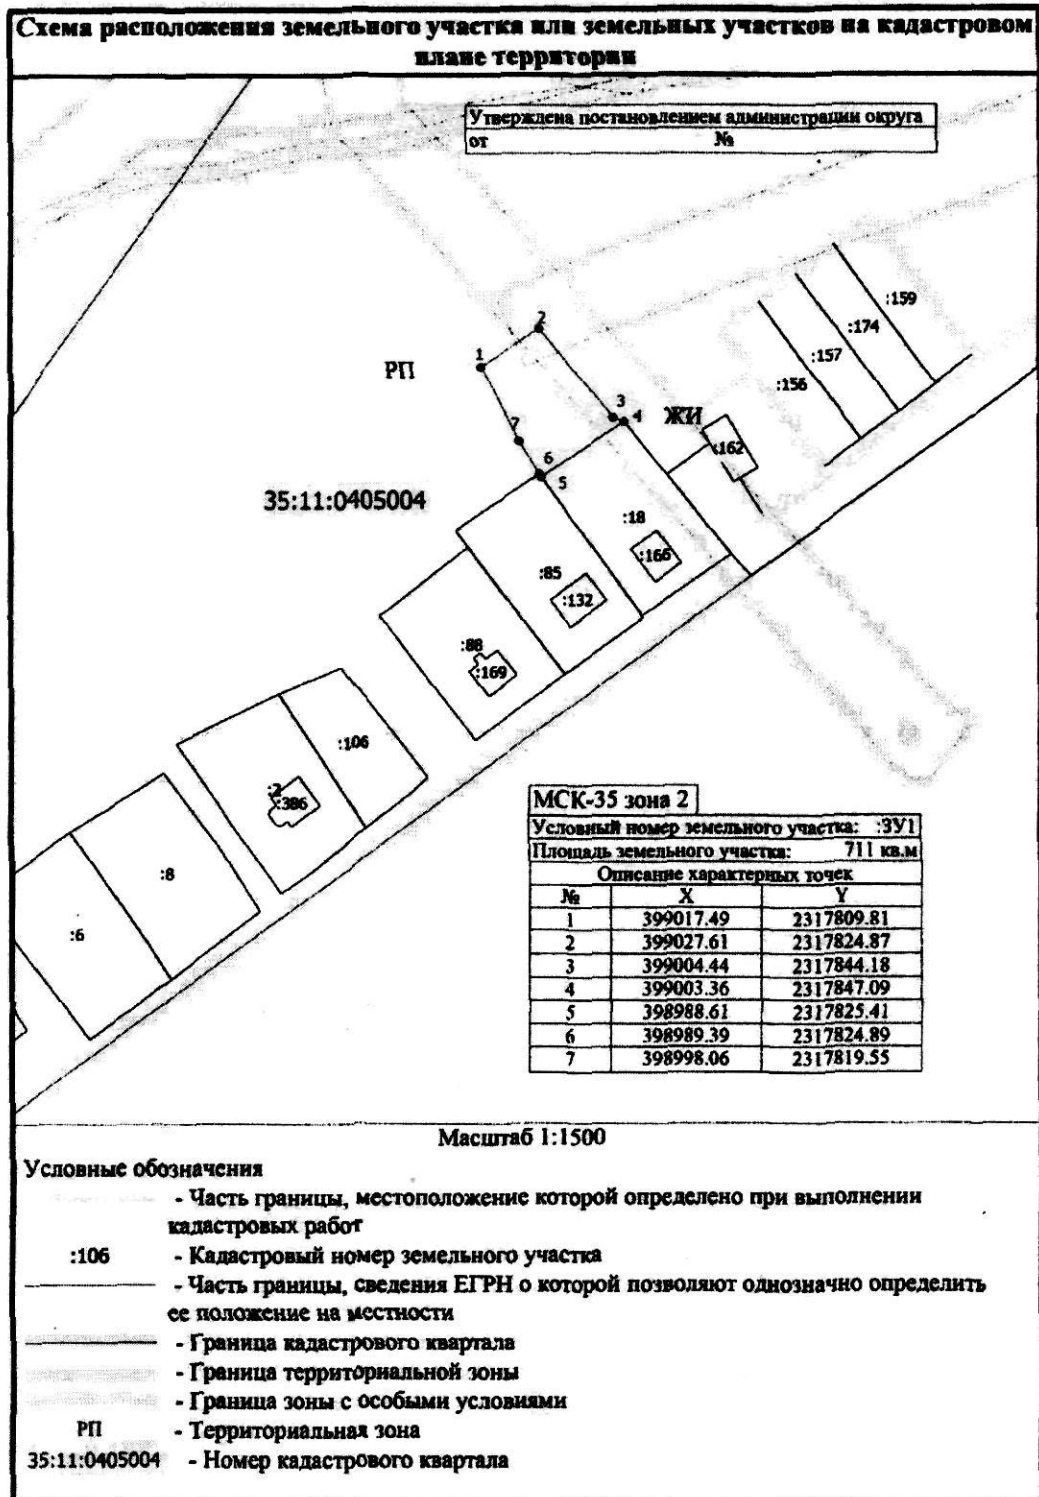 Схема расположения земельного участка или земельных участков на кадастровом
плане территории
Утверждена постановлением администрации округа
от №
:159
2
:174
1
РП
:157
:156
3
4
ЖИ
7
:162
6
5
35:11:0405004
:18
:166
:85
:132
:88
:169
:106
:2
:386
:8
:6
МСК-35 зона 2
Условный номер земельного участка: :ЗУ1
Площадь земельного участка: 711 кв.м
Описание характерных точек
№ X Y
1 399017.49 2317809.81
2 399027.61 2317824.87
3 399004.44 2317844.18
4 399003.36 2317847.09
5 398988.61 2317825.41
6 398989.39 2317824.89
7 398998.06 2317819.55
Масштаб 1:1500
Условные обозначения
- Часть границы, местоположение которой определено при выполнении
кадастровых работ
:106 - Кадастровый номер земельного участка
- Часть границы, сведения ЕГРН о которой позволяют однозначно определить
ее положение на местности
- Граница кадастрового квартала
- Граница территориальной зоны
- Граница зоны с особыми условиями
РП - Территориальная зона
35:11:0405004 - Номер кадастрового квартала